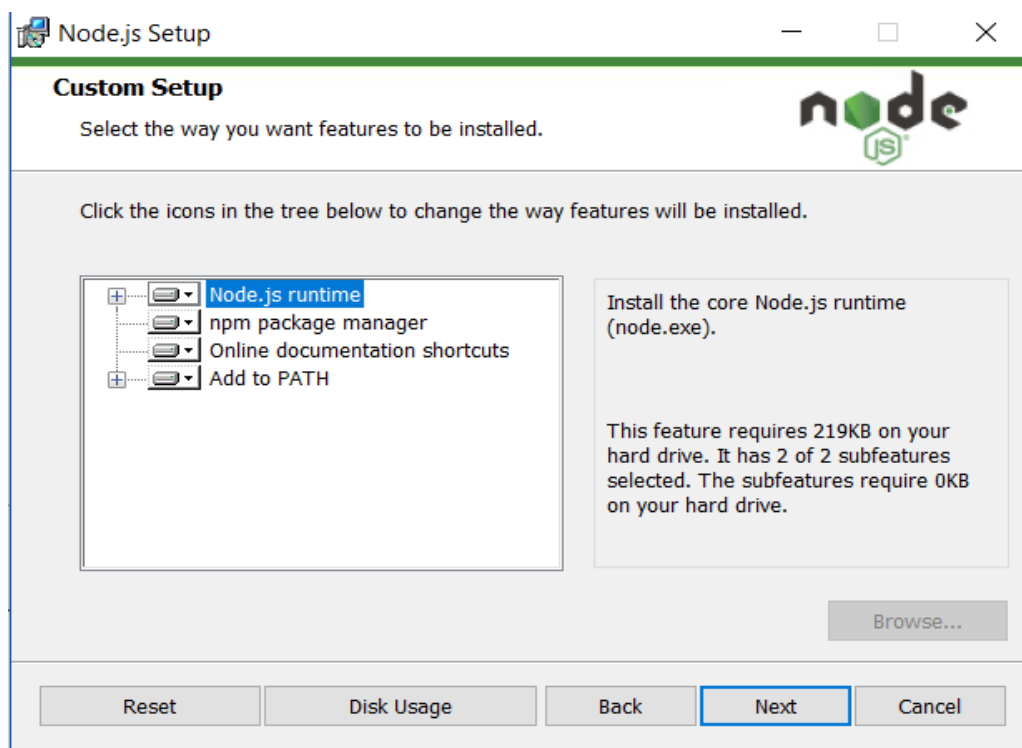 Node.js Setup
Custom Setup
Select the way you want features to be installed.
node
JS
Click the icons in the tree below to change the way features will be installed.
Node.js runtime
npm package manager
Online documentation shortcuts
Add to PATH
Install the core Node.js runtime
(node.exe).
This feature requires 219KB on your
hard drive. It has 2 of 2 subfeatures
selected. The subfeatures require 0KB
on your hard drive.
Browse...
Reset
Disk Usage
Back
Next
Cancel